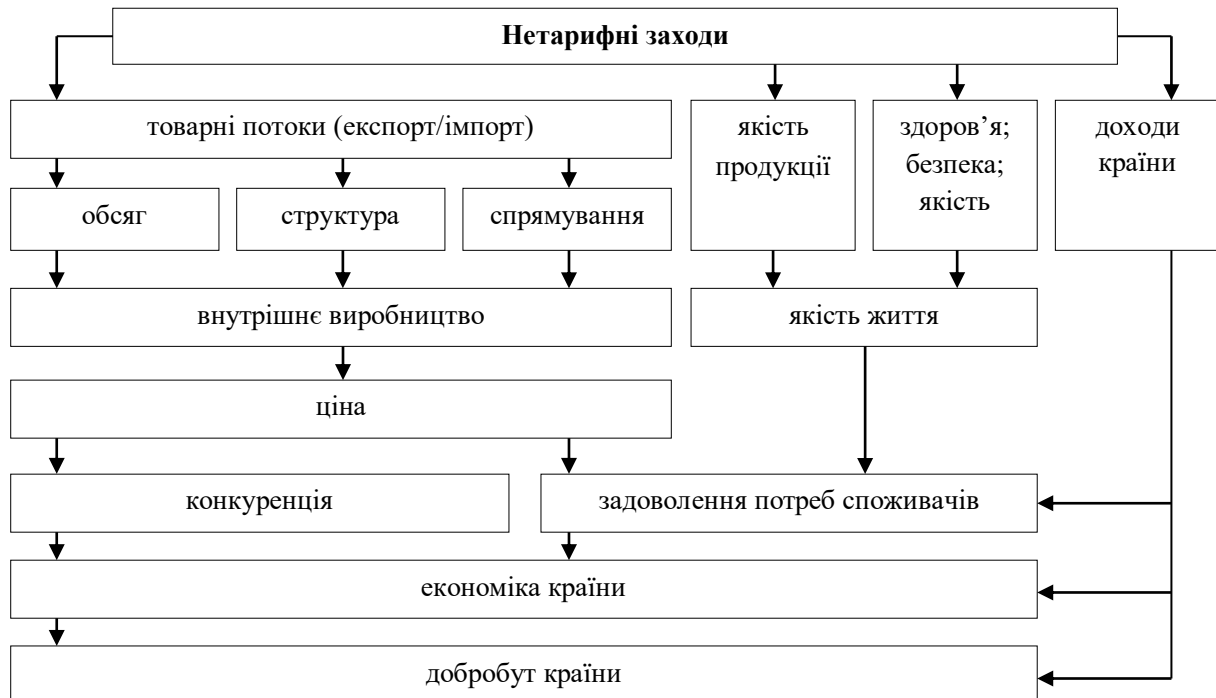 Нетарифні заходи
товарні потоки (експорт/імпорт)
якість
продукції
здоров’я;
безпека;
якість
доходи
країни
обсяг
структура
спрямування
внутрішнє виробництво
якість життя
ціна
конкуренція
задоволення потреб споживачів
економіка країни
добробут країни